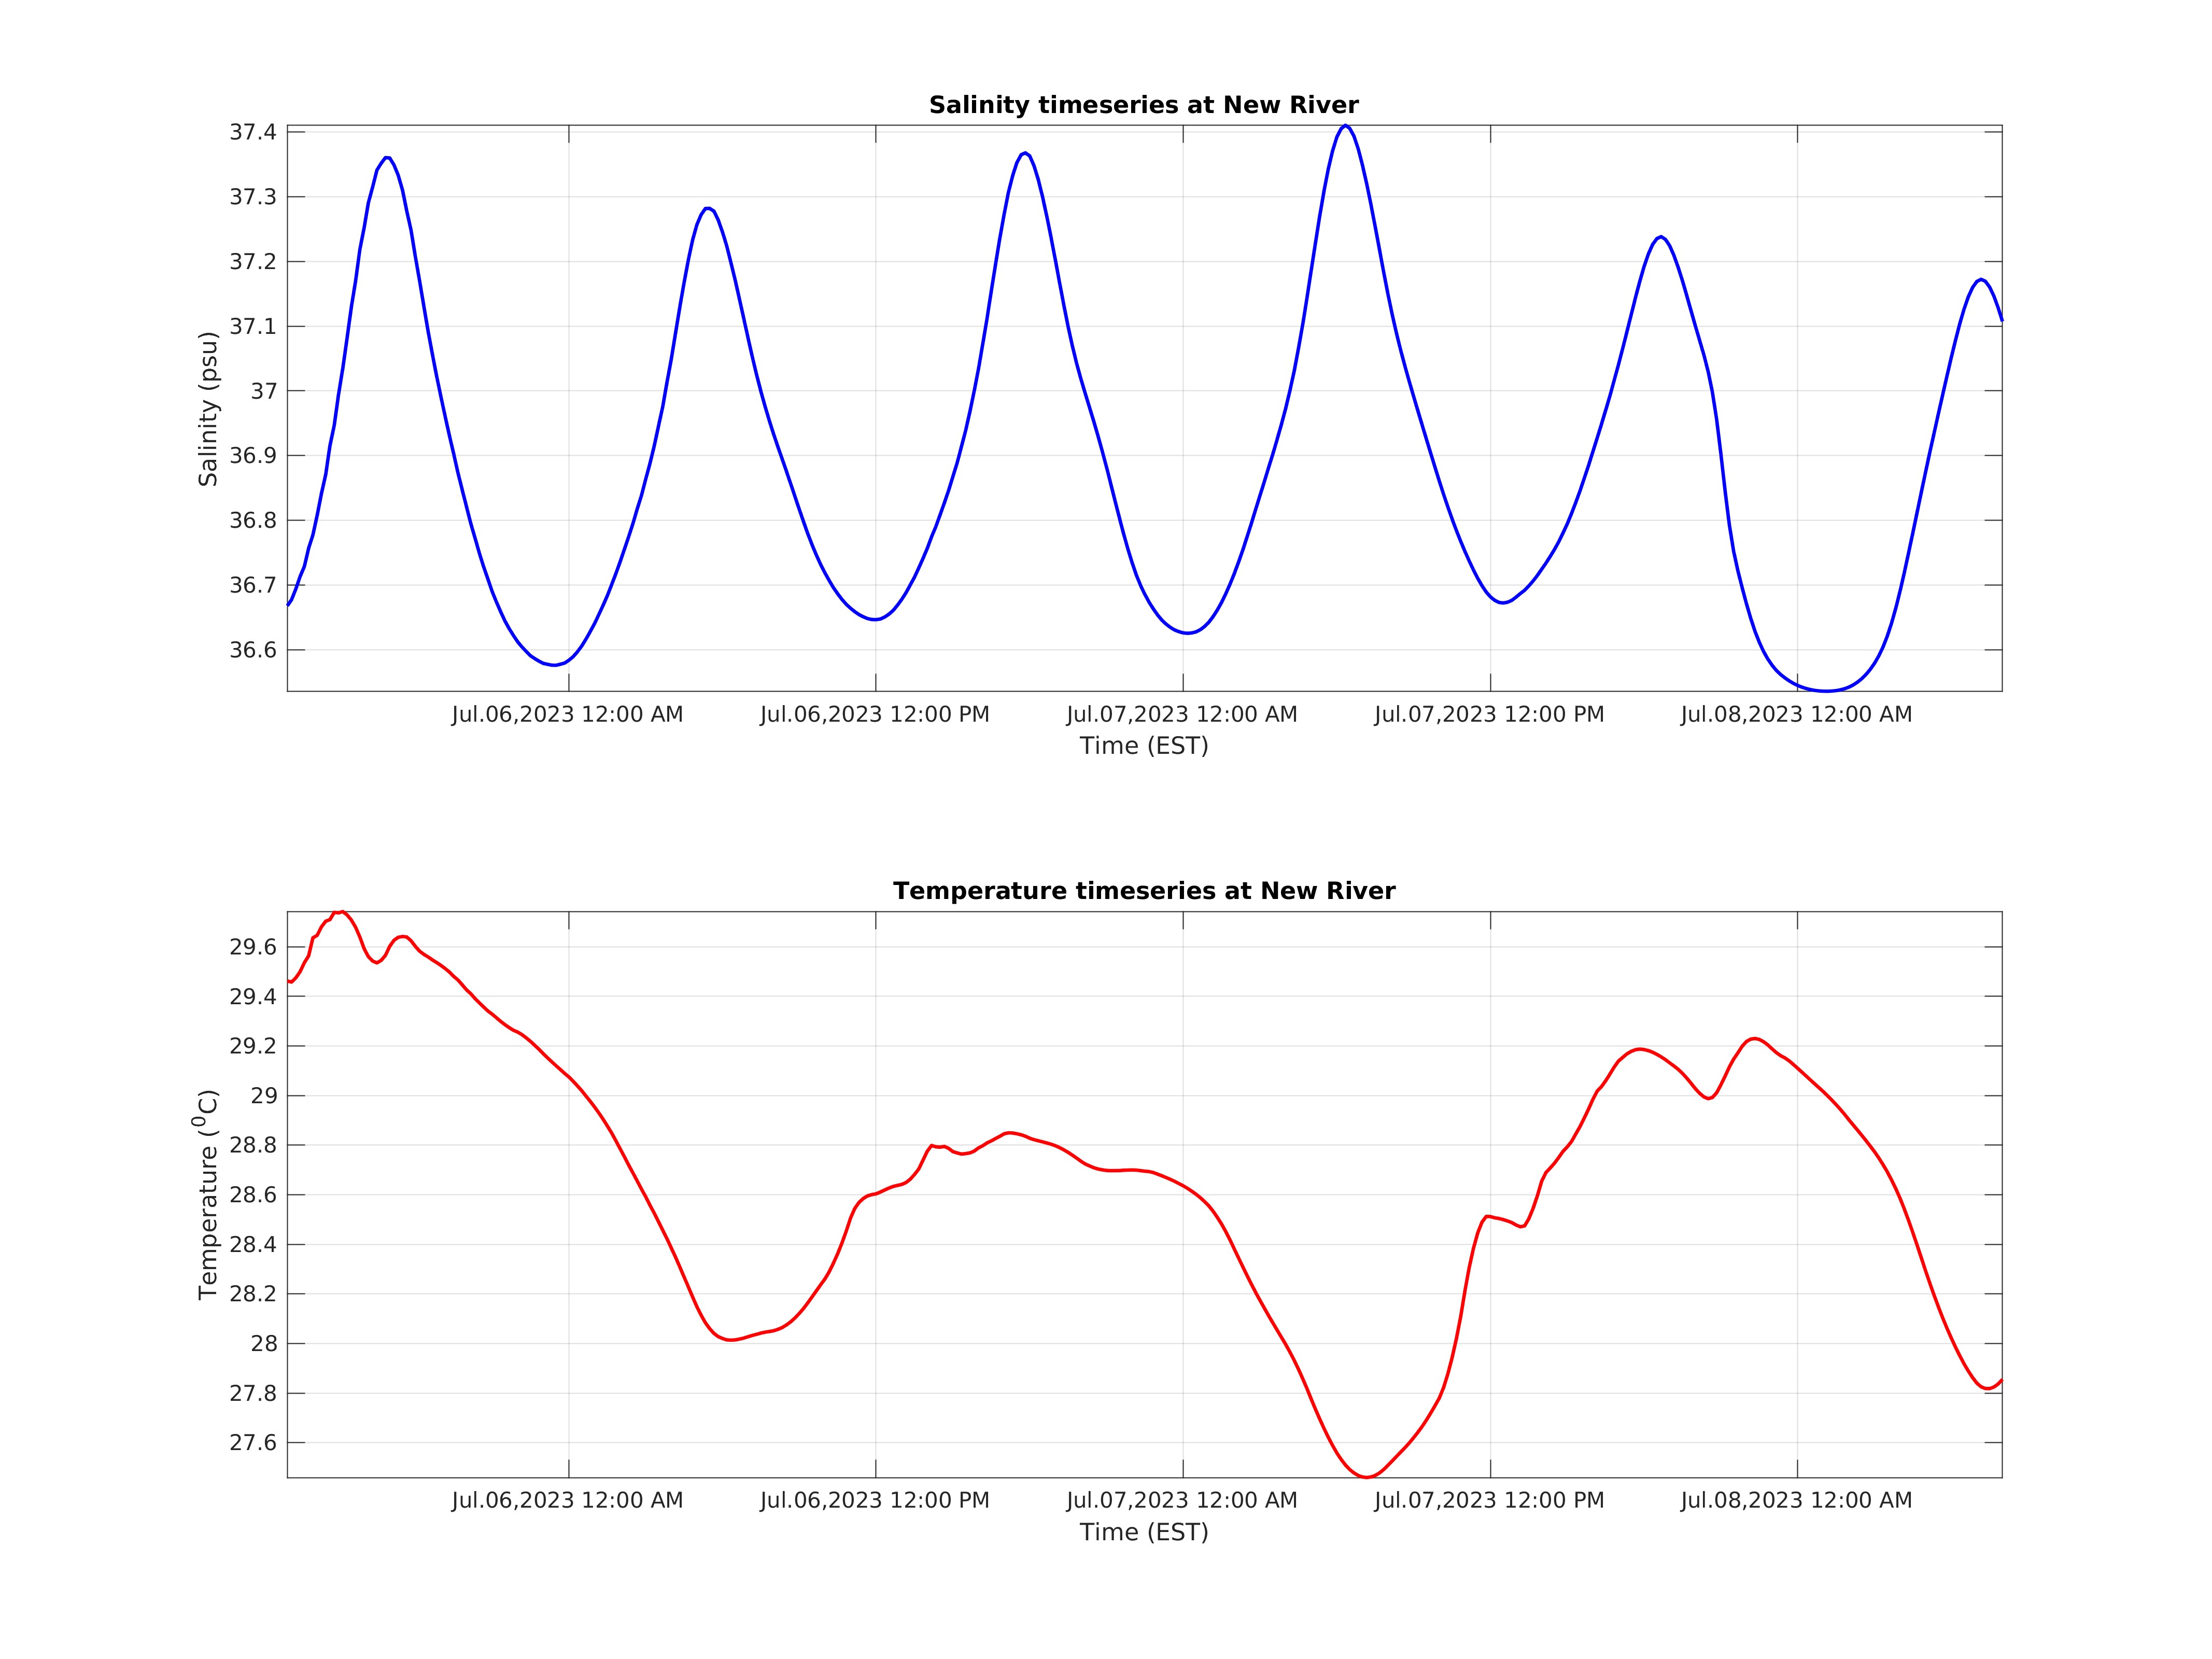 Salinity timeseries at New River
37.4
37.3
37.2
37.1
37
36.9
36.8
36.7
36.6
Salinity (psu)
Jul.06,2023 12:00 AM Jul.06,2023 12:00 PM Jul.07,2023 12:00 AM Jul.07,2023 12:00 PM Jul.08,2023 12:00 AM
Time (EST)
Temperature timeseries at New River
29.6
29.4
29.2
29
28.8
28.6
28.4
28.2
28
27.8
27.6
Temperature (⁰C)
Jul.06,2023 12:00 AM Jul.06,2023 12:00 PM Jul.07,2023 12:00 AM Jul.07,2023 12:00 PM Jul.08,2023 12:00 AM
Time (EST)